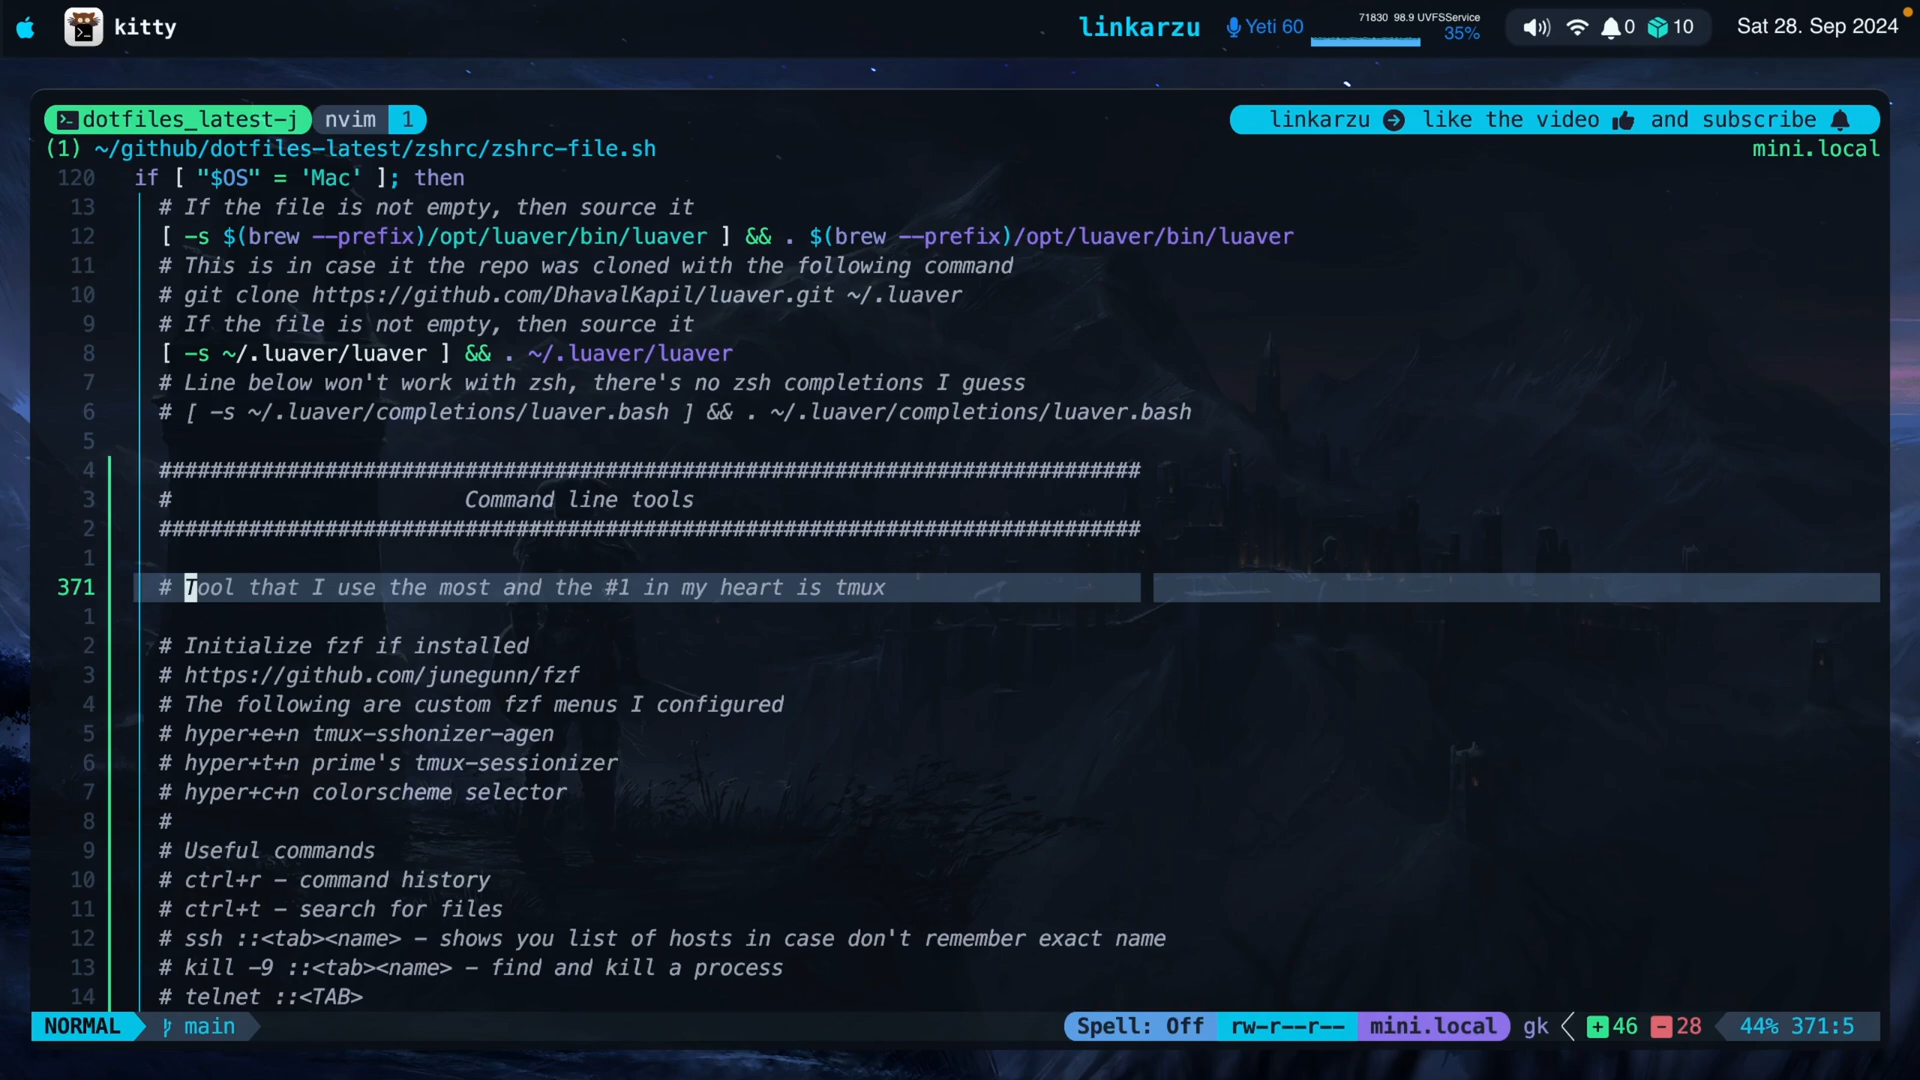 kitty
linkarzu
Yeti 60
71830 98.9 UVFSService
35%
0
10
Sat 28. Sep 2024
dotfiles_latest-j nvim 1
linkarzu like the video and subscribe
(1) ~/github/dotfiles-latest/zshrc/zshrc-file.sh
mini.local
120 if [ "$OS" = 'Mac' ]; then
13 # If the file is not empty, then source it
12 [ -s $(brew --prefix)/opt/luaver/bin/luaver ] && . $(brew --prefix)/opt/luaver/bin/luaver
11 # This is in case it the repo was cloned with the following command
10 # git clone https://github.com/DhavalKapil/luaver.git ~/.luaver
9 # If the file is not empty, then source it
8 [ -s ~/.luaver/luaver ] && . ~/.luaver/luaver
7 # Line below won't work with zsh, there's no zsh completions I guess
6 # [ -s ~/.luaver/completions/luaver.bash ] && . ~/.luaver/completions/luaver.bash
5
4 #############################################################################
3 #                       Command line tools
2 #############################################################################
1
371 # Tool that I use the most and the #1 in my heart is tmux
1
2 # Initialize fzf if installed
3 # https://github.com/junegunn/fzf
4 # The following are custom fzf menus I configured
5 # hyper+e+n tmux-sshonizer-agen
6 # hyper+t+n prime's tmux-sessionizer
7 # hyper+c+n colorscheme selector
8 #
9 # Useful commands
10 # ctrl+r - command history
11 # ctrl+t - search for files
12 # ssh ::<tab><name> - shows you list of hosts in case don't remember exact name
13 # kill -9 ::<tab><name> - find and kill a process
14 # telnet ::<TAB>
NORMAL main
Spell: Off rw-r--r-- mini.local gk +46 -28 44% 371:5